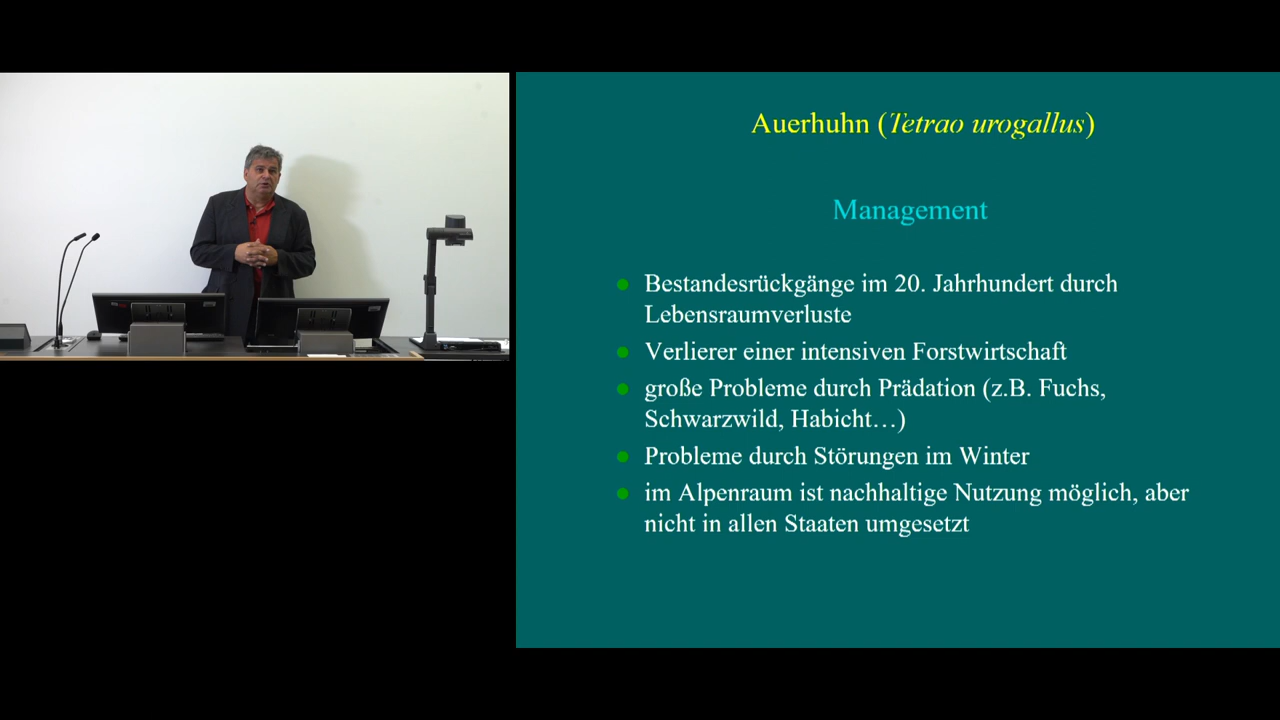 Auerhuhn (Tetrao urogallus)
Management
Bestandesrückgänge im 20. Jahrhundert durch
Lebensraumverluste
Verlierer einer intensiven Forstwirtschaft
große Probleme durch Prädation (z.B. Fuchs,
Schwarzwild, Habicht…)
Probleme durch Störungen im Winter
im Alpenraum ist nachhaltige Nutzung möglich, aber
nicht in allen Staaten umgesetzt